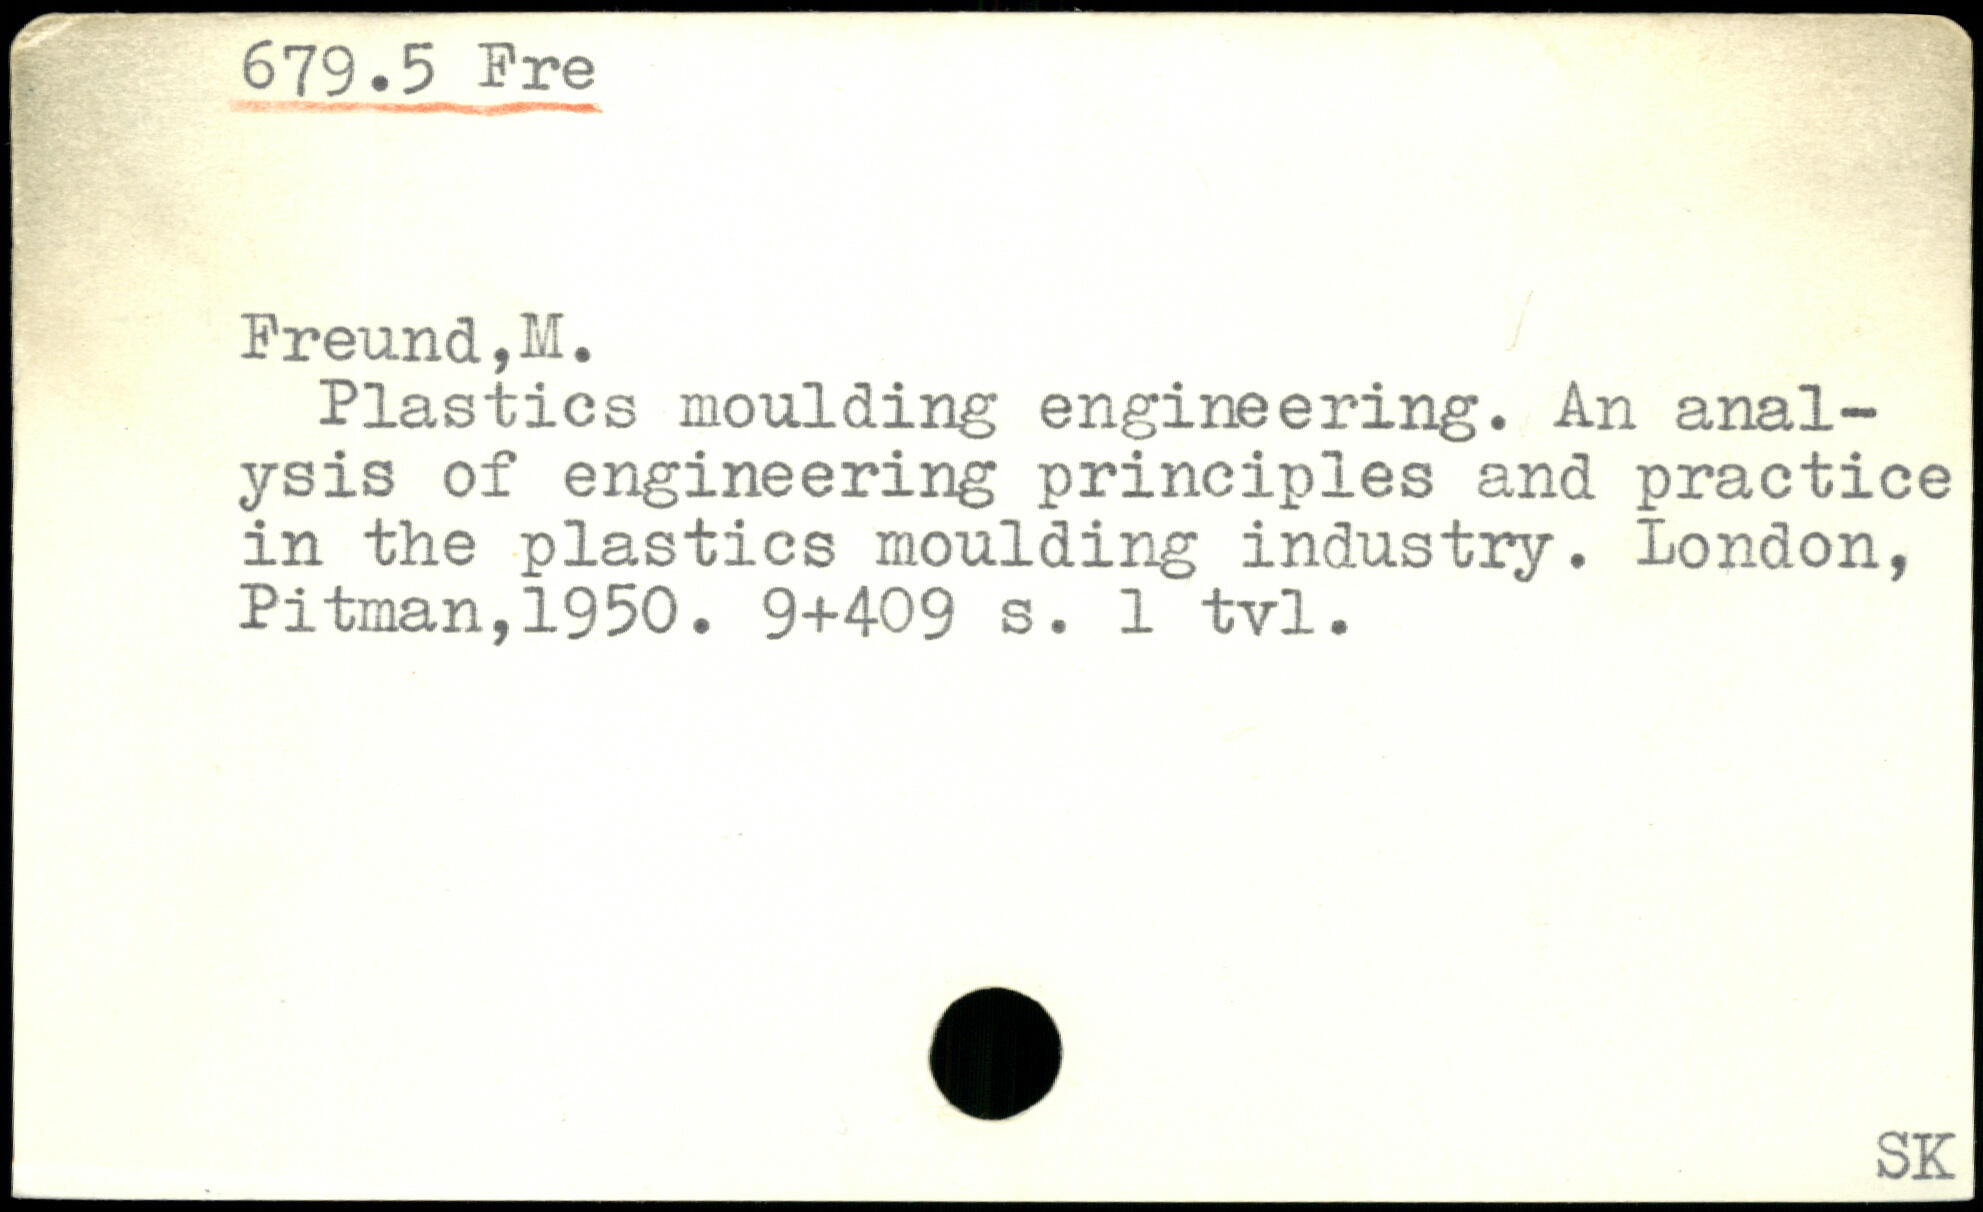 679.5 Fre
Freund,M.
Plastics moulding engineering. An anal-
ysis of engineering principles and practice
in the plastics moulding industry. London,
Pitman,1950. 9+409 s. 1 tvl.
SK